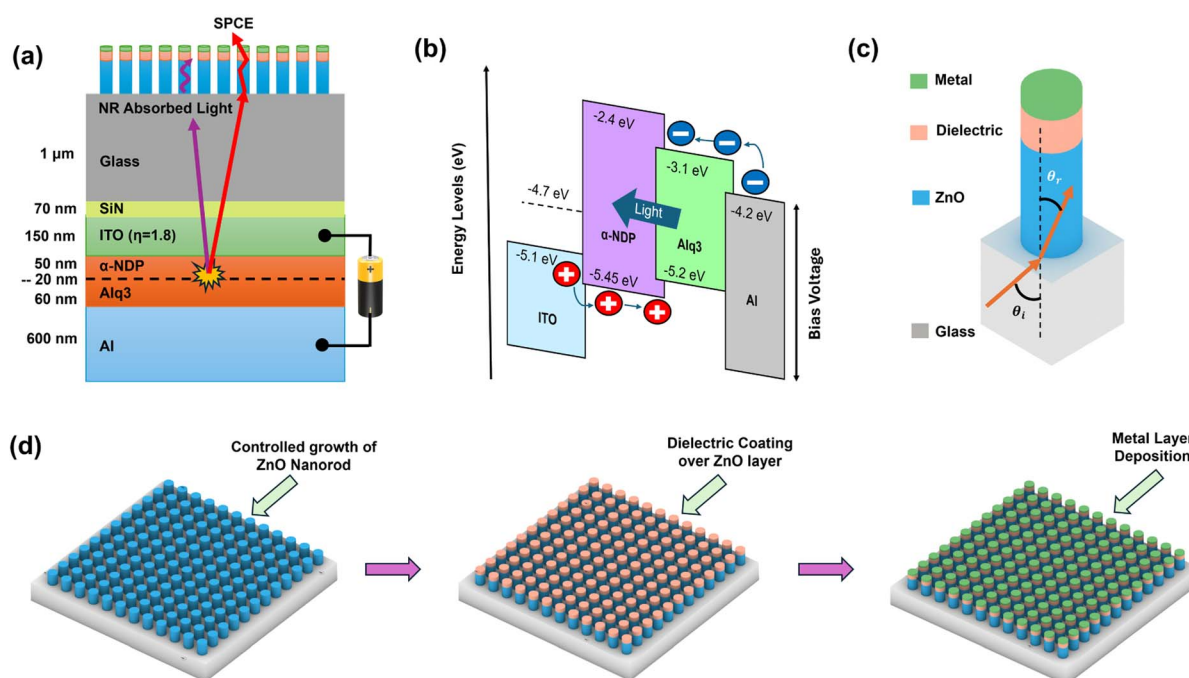 (a)
SPCE
NR Absorbed Light
1 µm
Glass
70 nm
SiN
150 nm
ITO (η=1.8)
50 nm
α-NDP
-- 20 nm
60 nm
Alq3
600 nm
Al
+
(b)
Energy Levels (eV)
-2.4 eV
-3.1 eV
-4.7 eV
-4.2 eV
Light
α-NDP
Alq3
-5.1 eV
-5.45 eV
-5.2 eV
Al
ITO
Bias Voltage
(c)
Metal
Dielectric
ZnO
Glass
θr
θi
(d)
Controlled growth of
ZnO Nanorod
Dielectric Coating
over ZnO layer
Metal Layer
Deposition